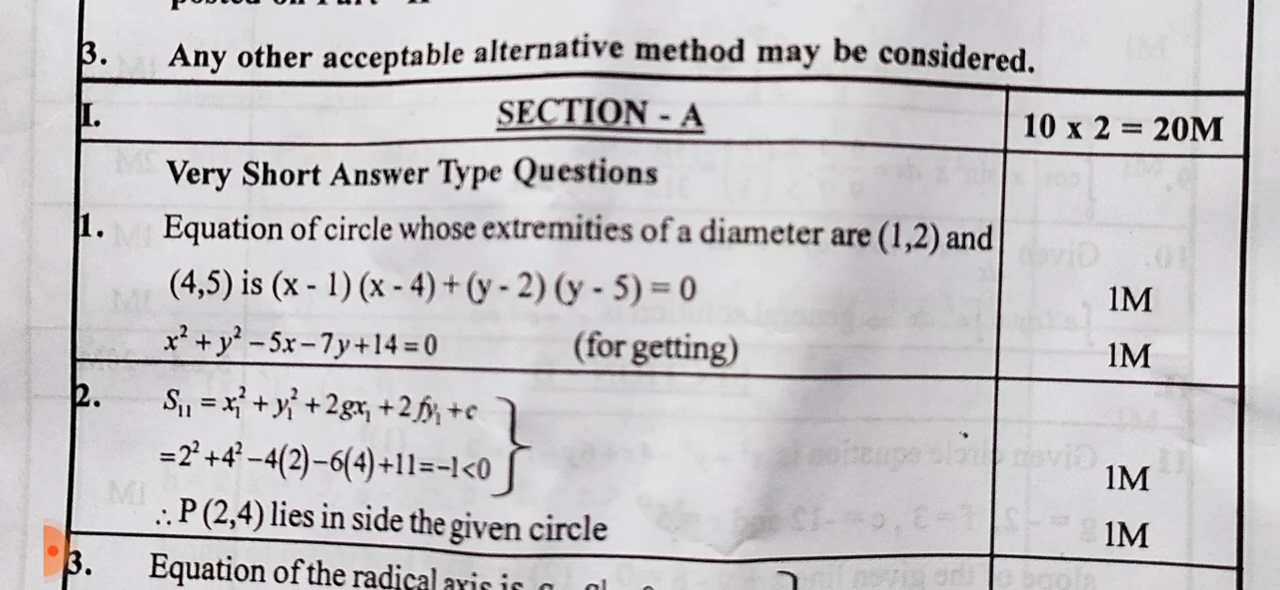 posted on Part - II
3. Any other acceptable alternative method may be considered.
I. SECTION - A 10 x 2 = 20M
Very Short Answer Type Questions
1. Equation of circle whose extremities of a diameter are (1,2) and
(4,5) is (x - 1) (x - 4) + (y - 2) (y - 5) = 0 1M
x² + y² – 5x – 7y + 14 = 0 (for getting) 1M
2. S₁₁ = x₁² + y₁² + 2gx₁ + 2fy₁ + c
= 2² + 4² – 4(2) – 6(4) + 11 = –1 < 0 1M
∴ P (2,4) lies in side the given circle 1M
3. Equation of the radical axis is